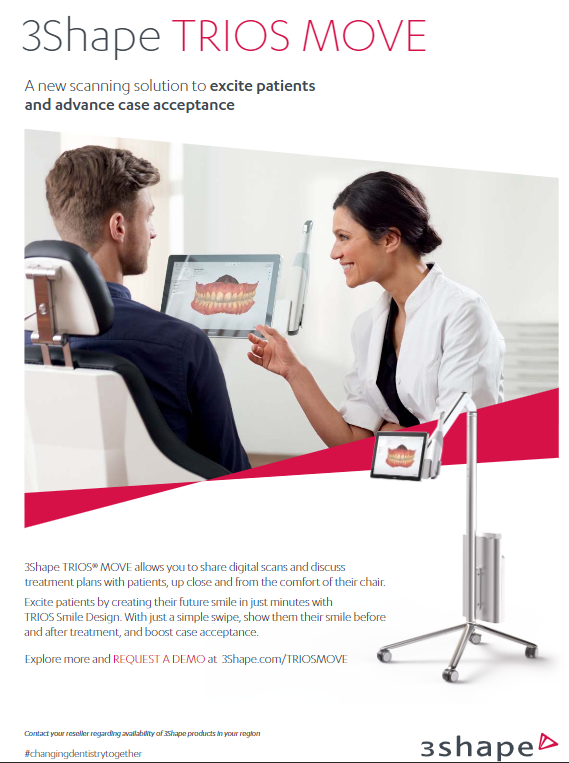 3Shape TRIOS MOVE
A new scanning solution to excite patients
and advance case acceptance
3Shape TRIOS® MOVE allows you to share digital scans and discuss
treatment plans with patients, up close and from the comfort of their chair.
Excite patients by creating their future smile in just minutes with
TRIOS Smile Design. With just a simple swipe, show them their smile before
and after treatment, and boost case acceptance.
Explore more and REQUEST A DEMO at 3Shape.com/TRIOSMOVE
Contact your reseller regarding availability of 3Shape products in your region
#changingdentistrytogether
3shape